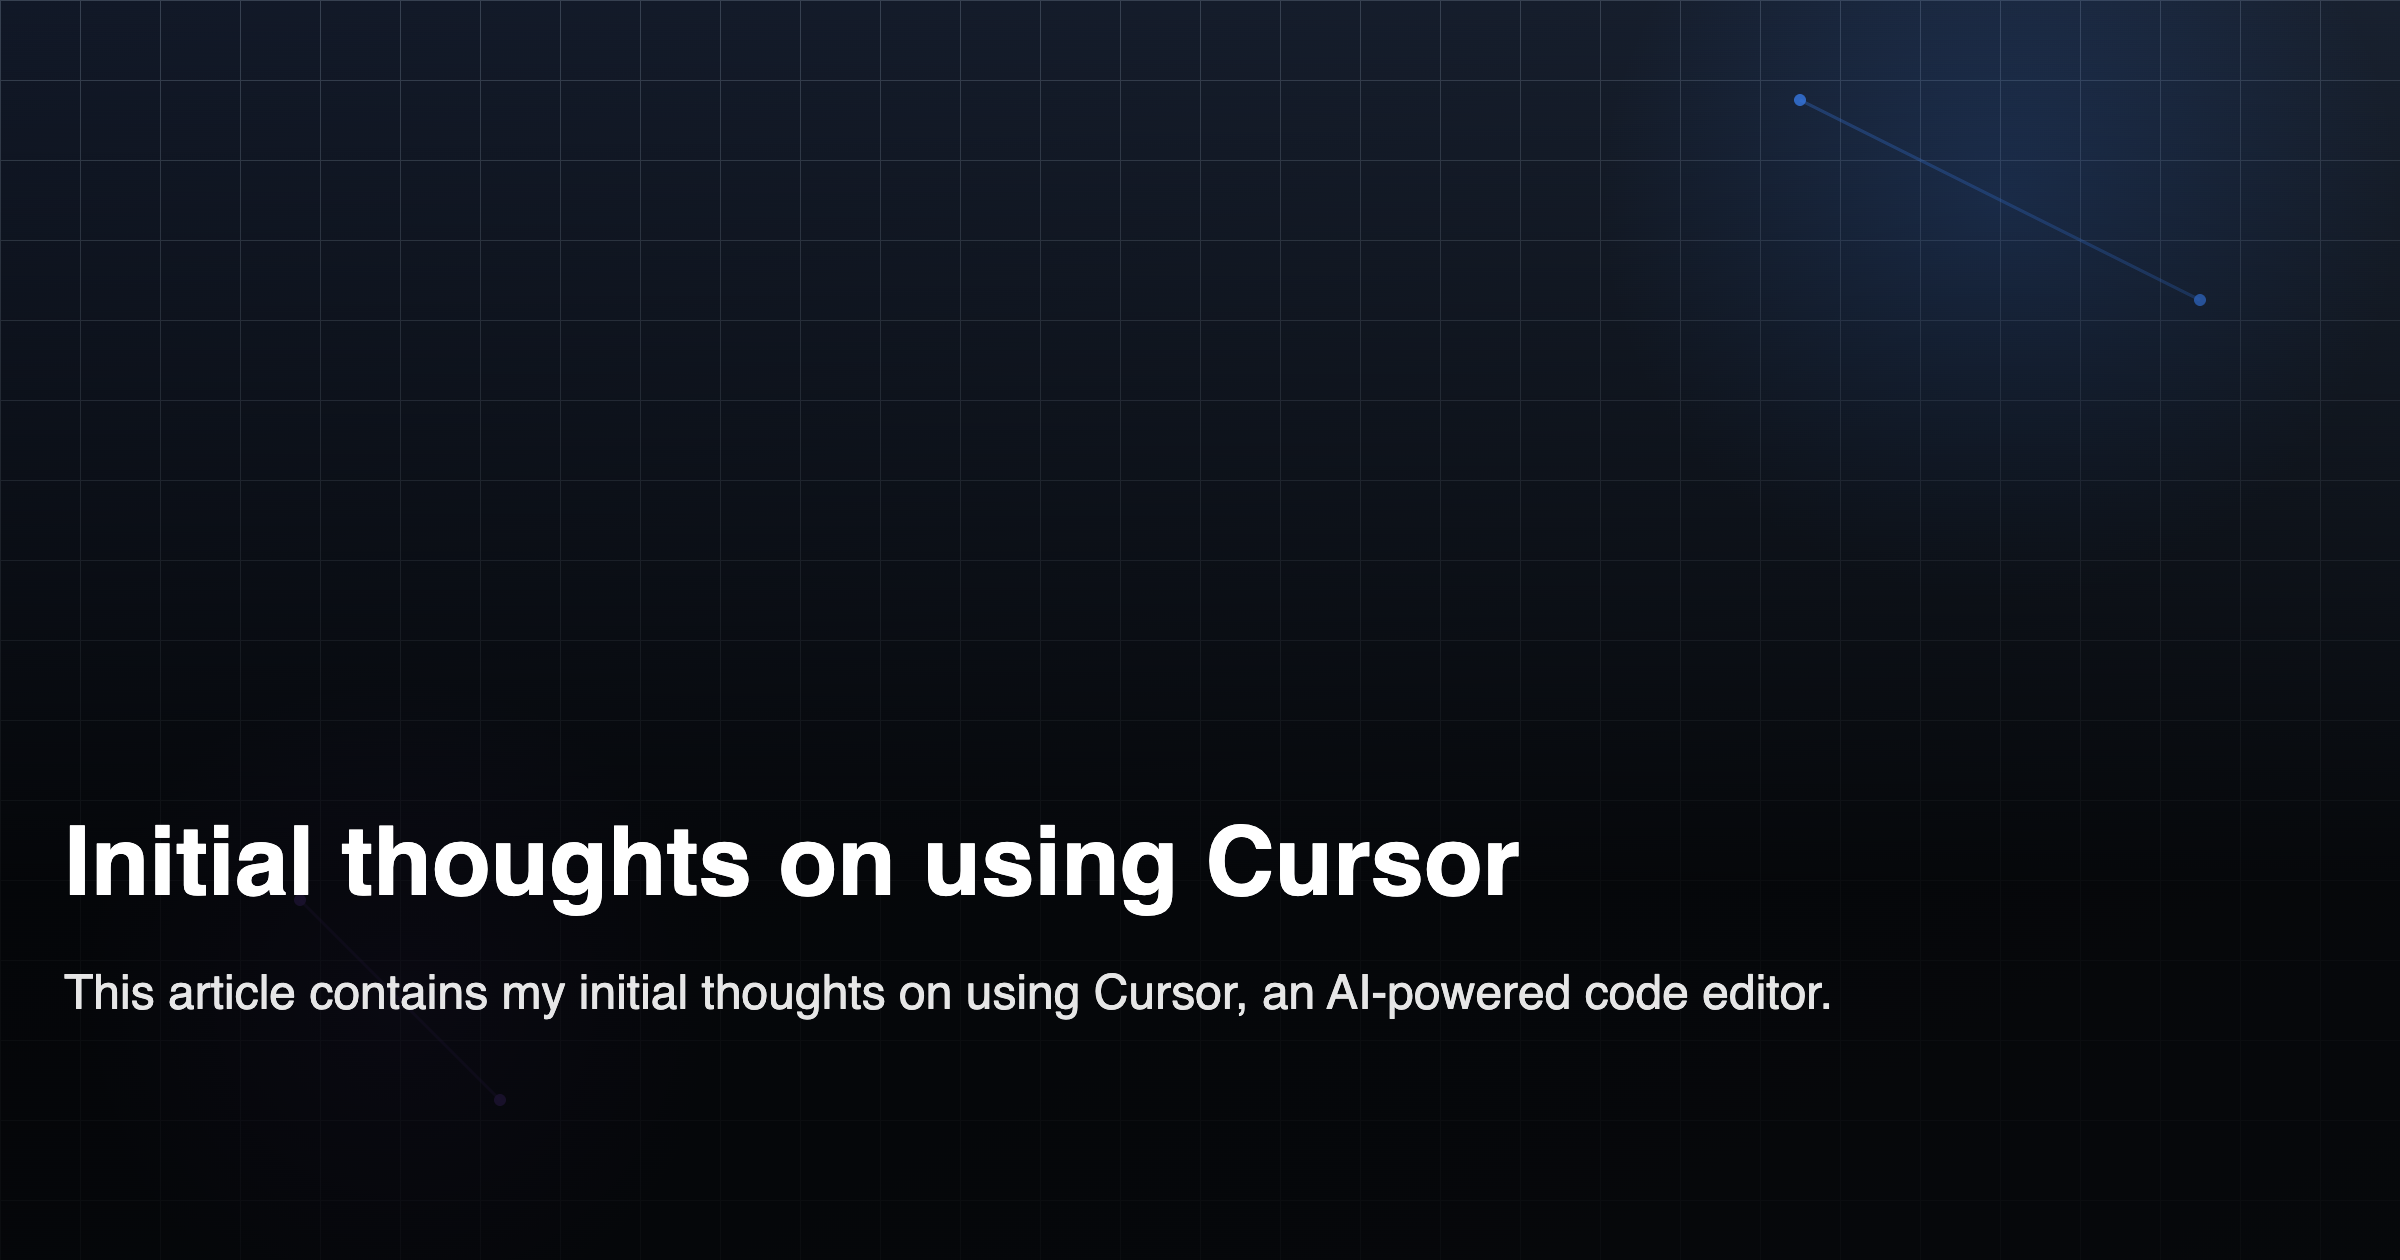 Initial thoughts on using Cursor
This article contains my initial thoughts on using Cursor, an AI-powered code editor.